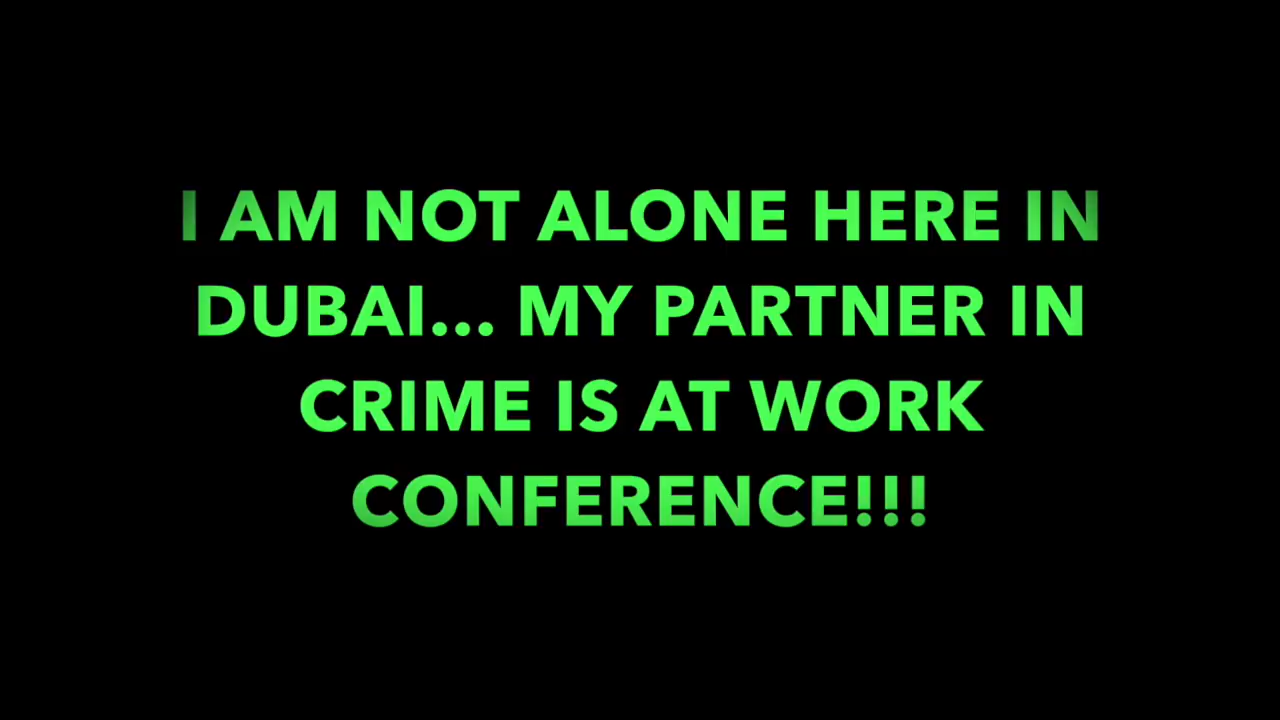 I AM NOT ALONE HERE IN
DUBAI... MY PARTNER IN
CRIME IS AT WORK
CONFERENCE!!!